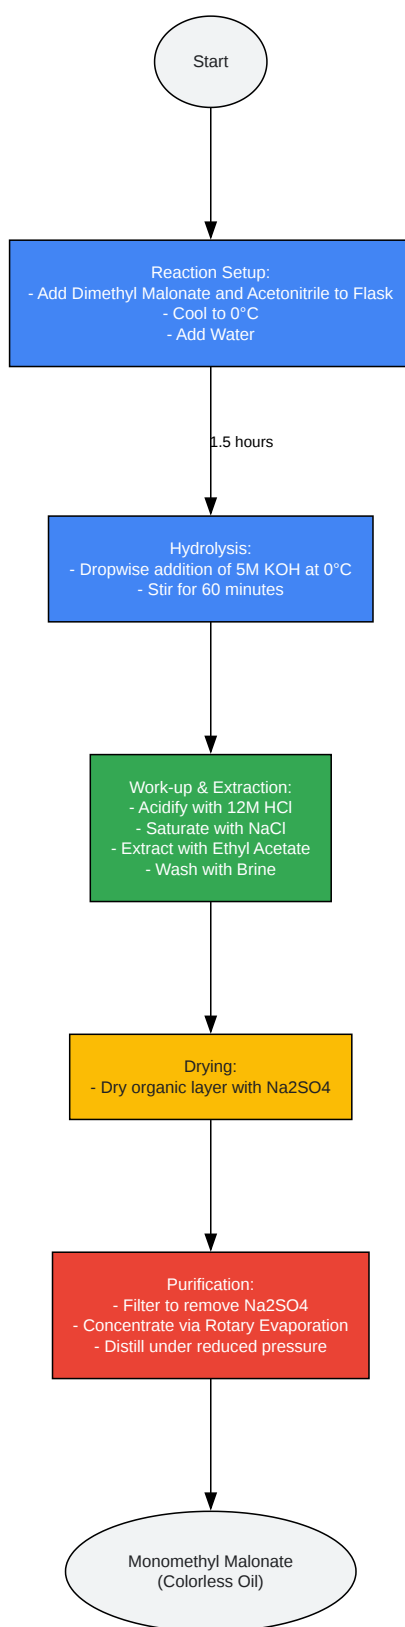 Start
Reaction Setup:
- Add Dimethyl Malonate and Acetonitrile to Flask
- Cool to 0°C
- Add Water
1.5 hours
Hydrolysis:
- Dropwise addition of 5M KOH at 0°C
- Stir for 60 minutes
Work-up & Extraction:
- Acidify with 12M HCl
- Saturate with NaCl
- Extract with Ethyl Acetate
- Wash with Brine
Drying:
- Dry organic layer with Na2SO4
Purification:
- Filter to remove Na2SO4
- Concentrate via Rotary Evaporation
- Distill under reduced pressure
Monomethyl Malonate
(Colorless Oil)